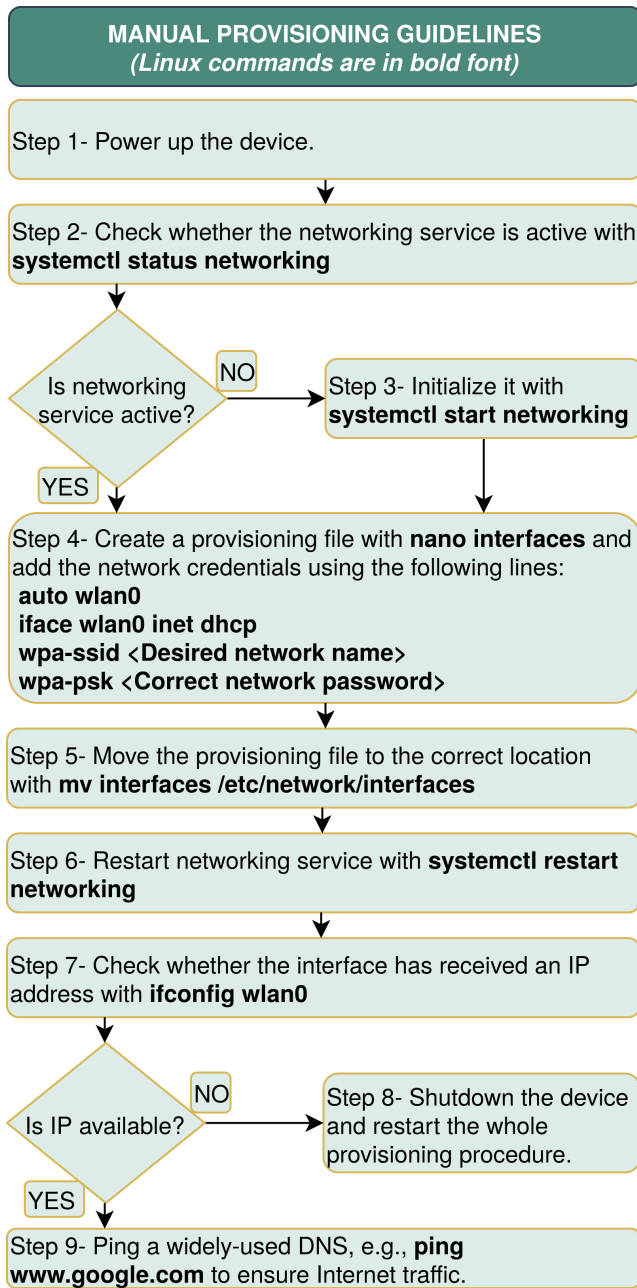 MANUAL PROVISIONING GUIDELINES
(Linux commands are in bold font)
Step 1- Power up the device.
Step 2- Check whether the networking service is active with
systemctl status networking
Is networking
service active?
NO
Step 3- Initialize it with
systemctl start networking
YES
Step 4- Create a provisioning file with nano interfaces and
add the network credentials using the following lines:
auto wlan0
iface wlan0 inet dhcp
wpa-ssid <Desired network name>
wpa-psk <Correct network password>
Step 5- Move the provisioning file to the correct location
with mv interfaces /etc/network/interfaces
Step 6- Restart networking service with systemctl restart
networking
Step 7- Check whether the interface has received an IP
address with ifconfig wlan0
Is IP available?
NO
Step 8- Shutdown the device
and restart the whole
provisioning procedure.
YES
Step 9- Ping a widely-used DNS, e.g., ping
www.google.com to ensure Internet traffic.